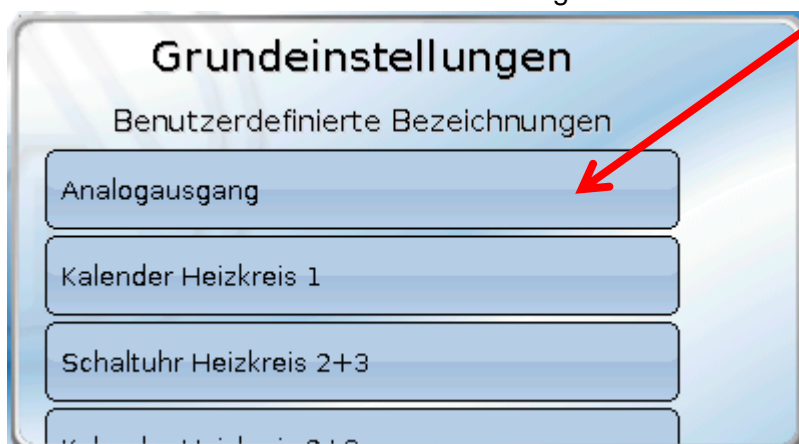 Grundeinstellungen
Benutzerdefinierte Bezeichnungen
Analogausgang
Kalender Heizkreis 1
Schaltuhr Heizkreis 2+3